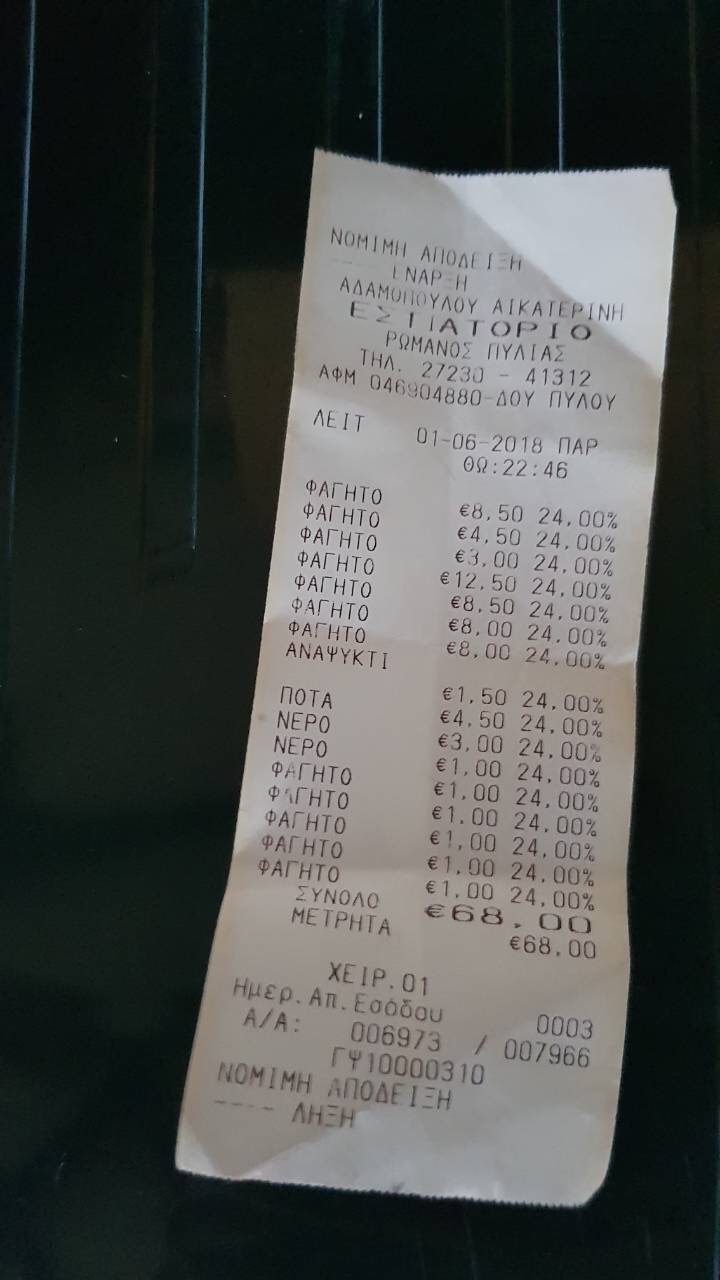 ΝΟΜΙΜΗ ΑΠΟΔΕΙΞΗ
---- ΕΝΑΡΞΗ
ΑΔΑΜΟΠΟΥΛΟΥ ΑΙΚΑΤΕΡΙΝΗ
ΕΣΤΙΑΤΟΡΙΟ
ΡΩΜΑΝΟΣ ΠΥΛΙΑΣ
ΤΗΛ. 27230 - 41312
ΑΦΜ 046904880-ΔΟΥ ΠΥΛΟΥ
ΛΕΙΤ 01-06-2018 ΠΑΡ
ΘΩ:22:46
ΦΑΓΗΤΟ €8,50 24,00%
ΦΑΓΗΤΟ €4,50 24,00%
ΦΑΓΗΤΟ €3,00 24,00%
ΦΑΓΗΤΟ €12,50 24,00%
ΦΑΓΗΤΟ €8,50 24,00%
ΦΑΓΗΤΟ €8,00 24,00%
ΦΑΓΗΤΟ €8,00 24,00%
ΑΝΑΨΥΚΤΙ
€1,50 24,00%
ΠΟΤΑ €4,50 24,00%
ΝΕΡΟ €3,00 24,00%
ΝΕΡΟ €1,00 24,00%
ΦΑΓΗΤΟ €1,00 24,00%
ΦΑΓΗΤΟ €1.00 24,00%
ΦΑΓΗΤΟ €1,00 24,00%
ΦΑΓΗΤΟ €1,00 24,00%
ΦΑΓΗΤΟ €1,00 24,00%
ΣΥΝΟΛΟ €68,00
ΜΕΤΡΗΤΑ €68,00
ΧΕΙΡ.01
Ημερ. Απ. Εσόδου 0003
Α/Α: 006973 / 007966
ΓΨ10000310
ΝΟΜΙΜΗ ΑΠΟΔΕΙΞΗ
---- ΛΗΞΗ